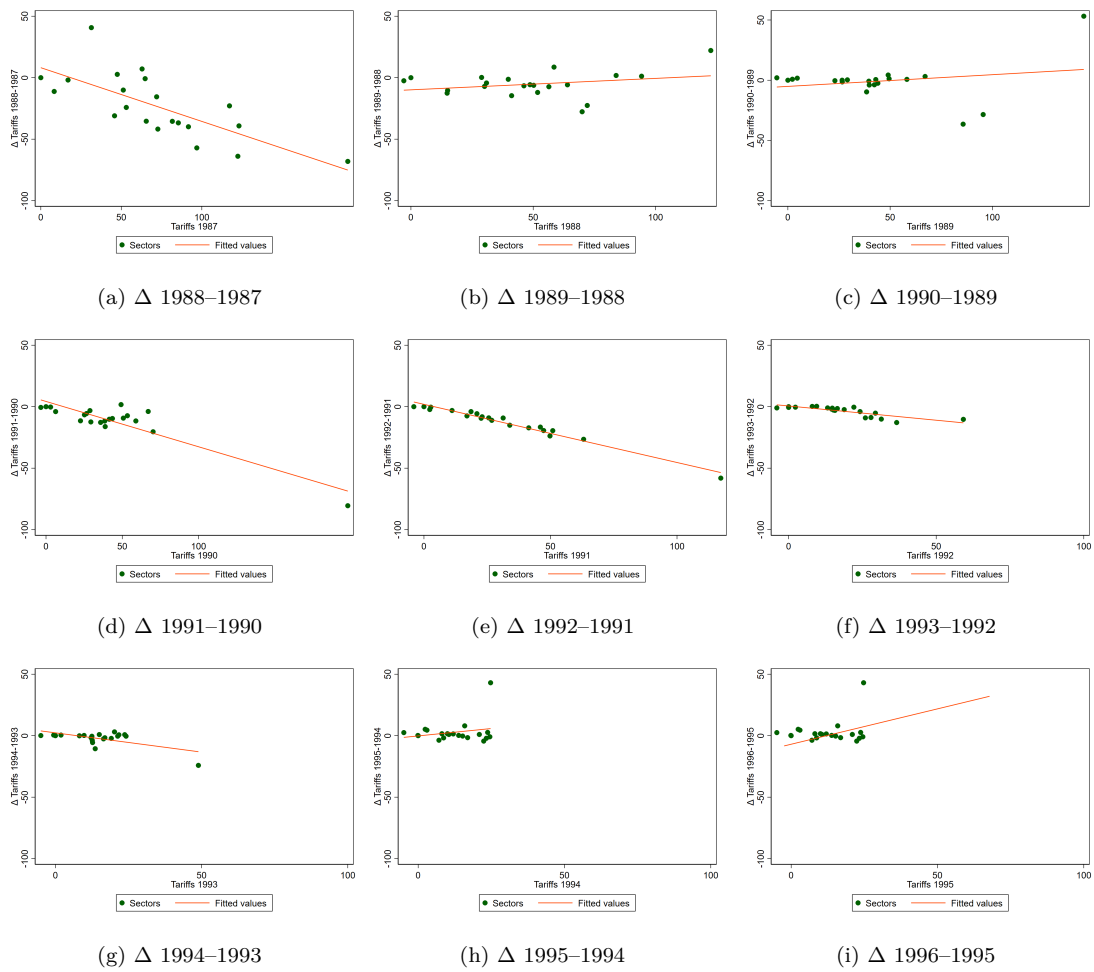 50
0
-50
-100
Δ Tariffs 1988-1987
0 50 100
Tariffs 1987
Sectors Fitted values
(a) Δ 1988–1987
50
0
-50
-100
Δ Tariffs 1989-1988
0 50 100
Tariffs 1988
Sectors Fitted values
(b) Δ 1989–1988
50
0
-50
-100
Δ Tariffs 1990-1989
0 50 100
Tariffs 1989
Sectors Fitted values
(c) Δ 1990–1989
50
0
-50
-100
Δ Tariffs 1991-1990
0 50 100
Tariffs 1990
Sectors Fitted values
(d) Δ 1991–1990
50
0
-50
-100
Δ Tariffs 1992-1991
0 50 100
Tariffs 1991
Sectors Fitted values
(e) Δ 1992–1991
50
0
-50
-100
Δ Tariffs 1993-1992
0 50 100
Tariffs 1992
Sectors Fitted values
(f) Δ 1993–1992
50
0
-50
-100
Δ Tariffs 1994-1993
0 50 100
Tariffs 1993
Sectors Fitted values
(g) Δ 1994–1993
50
0
-50
-100
Δ Tariffs 1995-1994
0 50 100
Tariffs 1994
Sectors Fitted values
(h) Δ 1995–1994
50
0
-50
-100
Δ Tariffs 1996-1995
0 50 100
Tariffs 1995
Sectors Fitted values
(i) Δ 1996–1995